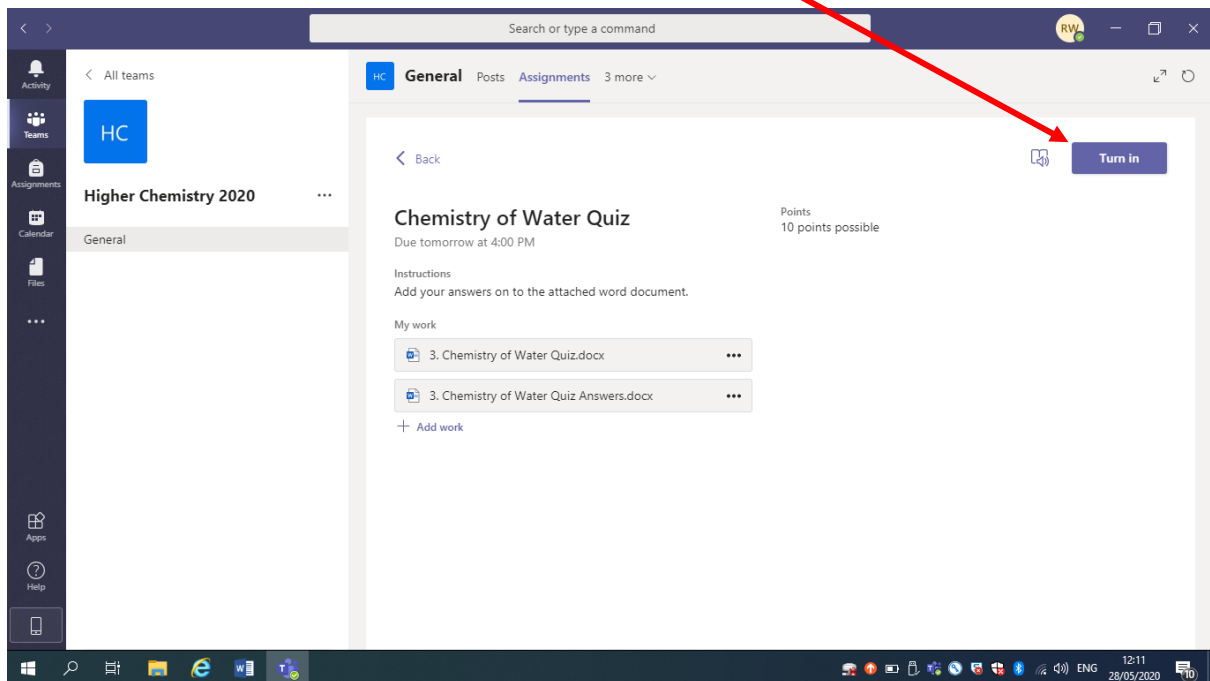 Search or type a command
RW
Activity
Teams
Assignments
Calendar
Files
Apps
Help
All teams
HC
Higher Chemistry 2020
General
HC General Posts Assignments 3 more
Back
Turn in
Chemistry of Water Quiz
Due tomorrow at 4:00 PM
Points
10 points possible
Instructions
Add your answers on to the attached word document.
My work
3. Chemistry of Water Quiz.docx
3. Chemistry of Water Quiz Answers.docx
+ Add work
ENG
12:11
28/05/2020
10